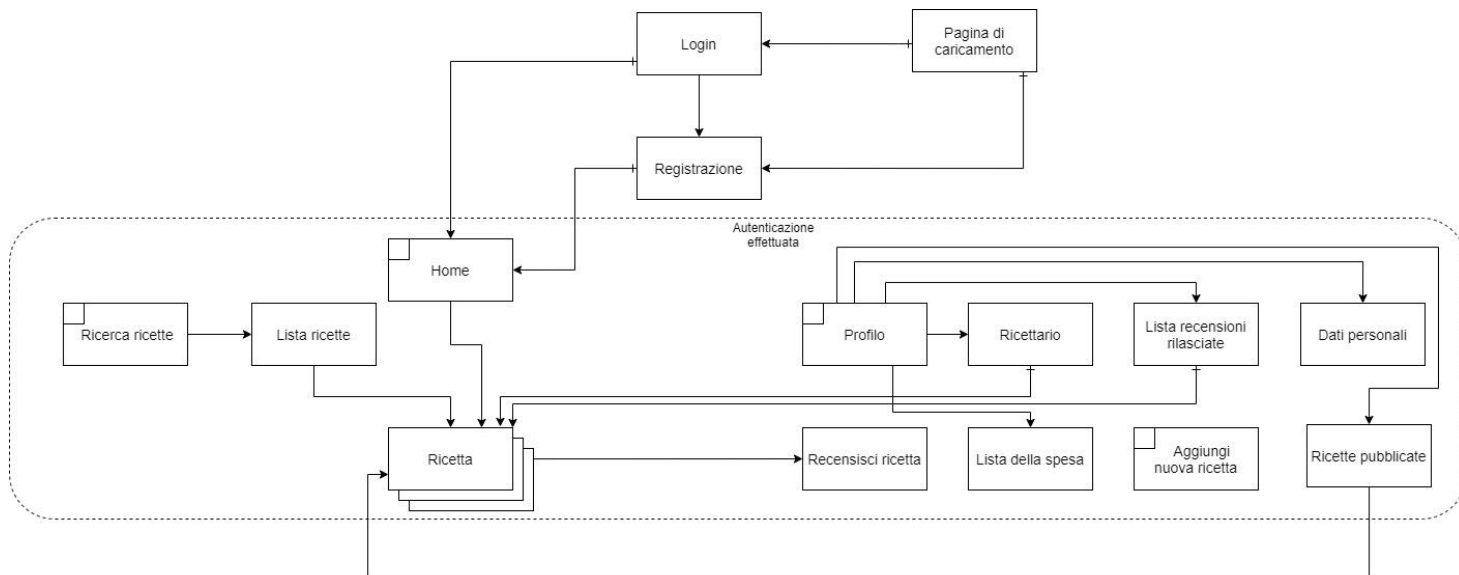 Login
Pagina di
caricamento
Registrazione
Autenticazione
effettuata
Home
Ricerca ricette
Lista ricette
Profilo
Ricettario
Lista recensioni
rilasciate
Dati personali
Ricetta
Recensisci ricetta
Lista della spesa
Aggiungi
nuova ricetta
Ricette pubblicate